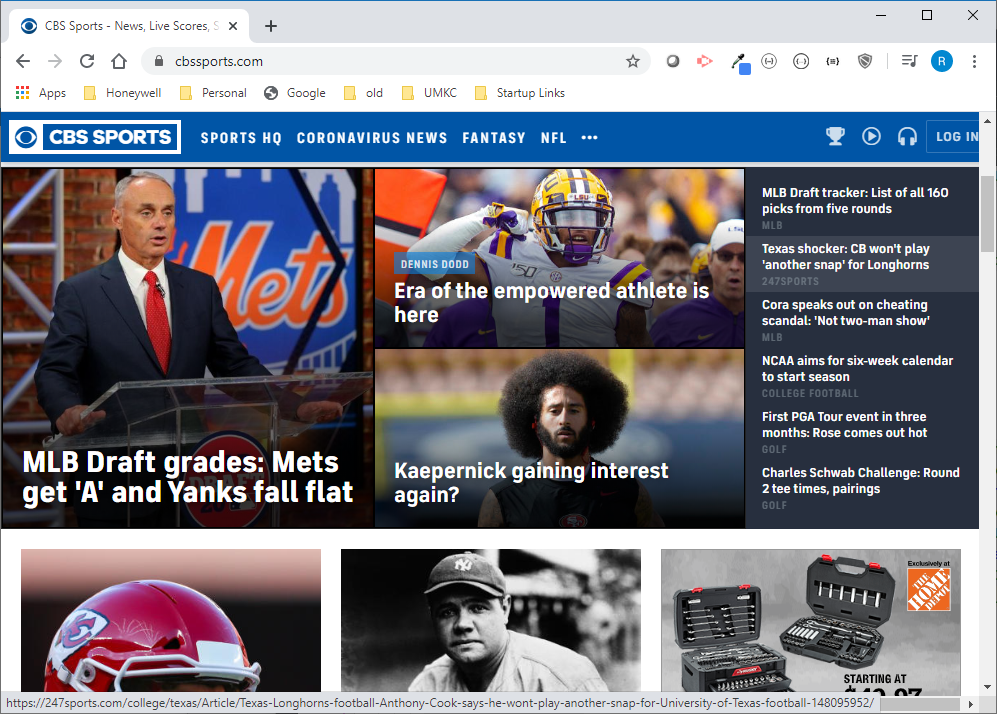 CBS Sports - News, Live Scores, S
cbssports.com
R
Apps
Honeywell
Personal
Google
old
UMKC
Startup Links
CBS SPORTS
SPORTS HQ
CORONAVIRUS NEWS
FANTASY
NFL
LOG IN
Mets
MLB Draft grades: Mets
get 'A' and Yanks fall flat
LSU
150
DENNIS DODD
Era of the empowered athlete is
here
Kaepernick gaining interest
again?
MLB Draft tracker: List of all 160
picks from five rounds
MLB
Texas shocker: CB won't play
'another snap' for Longhorns
247SPORTS
Cora speaks out on cheating
scandal: 'Not two-man show'
MLB
NCAA aims for six-week calendar
to start season
COLLEGE FOOTBALL
First PGA Tour event in three
months: Rose comes out hot
GOLF
Charles Schwab Challenge: Round
2 tee times, pairings
GOLF
Exclusively at
THE
HOME
DEPOT
STARTING AT
https://247sports.com/college/texas/Article/Texas-Longhorns-football-Anthony-Cook-says-he-wont-play-another-snap-for-University-of-Texas-football-148095952/